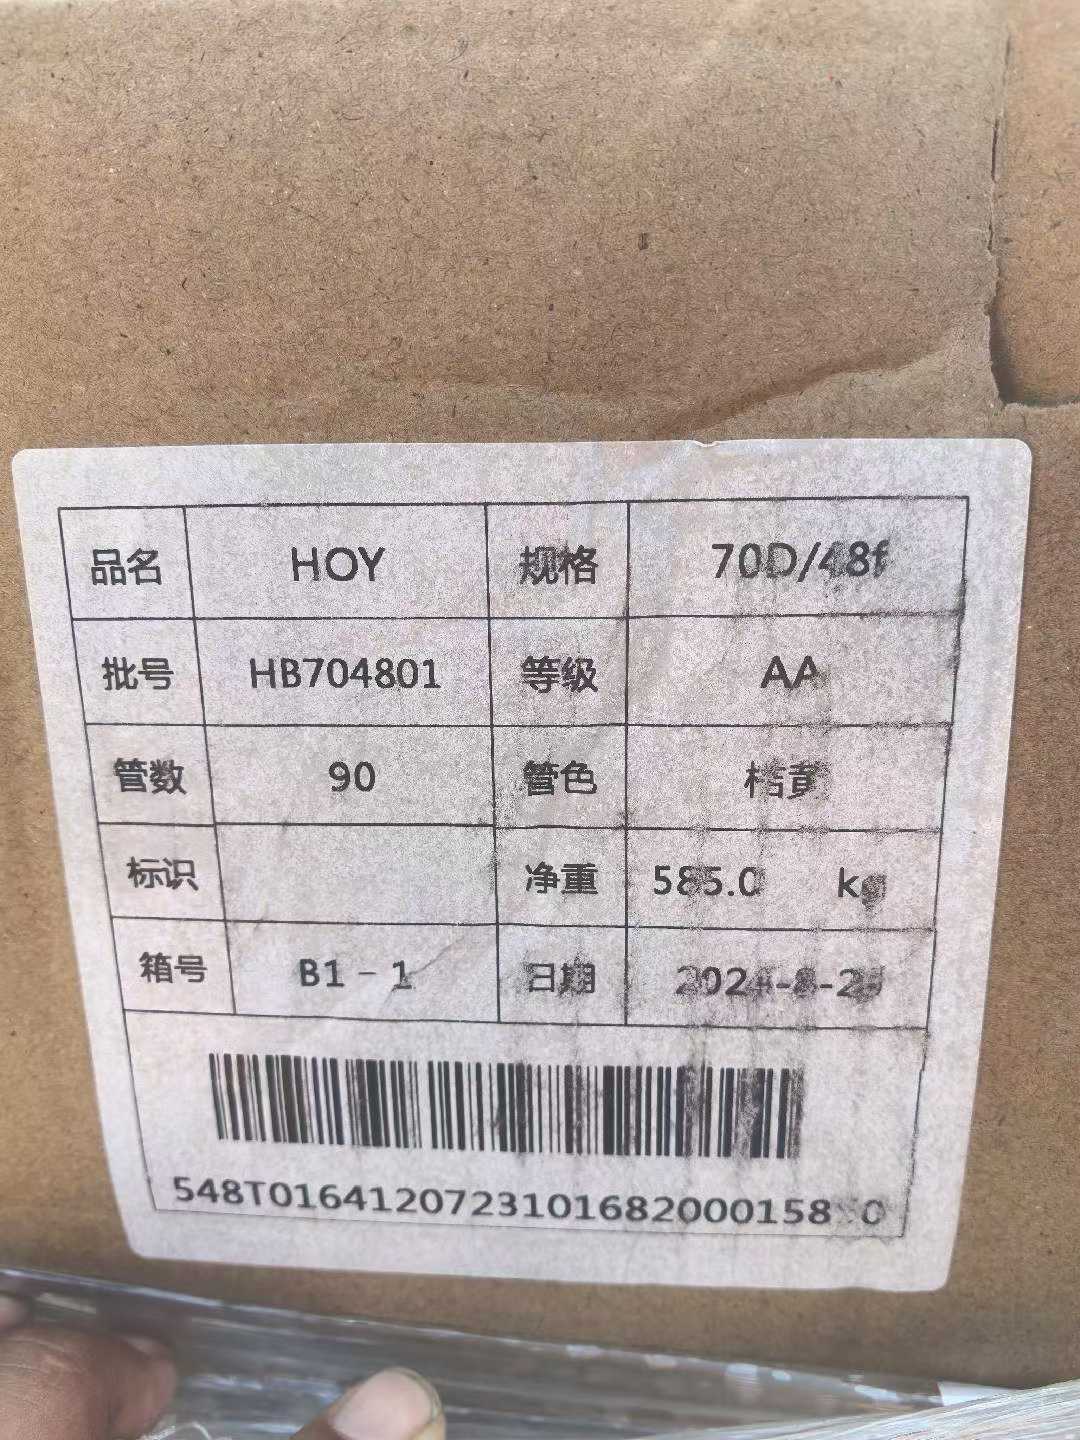 品名 HOY 规格 70D/48f
批号 HB704801 等级 AA
管数 90 管色 桔黄
标识 净重 585.0 kg
箱号 B1-1 日期